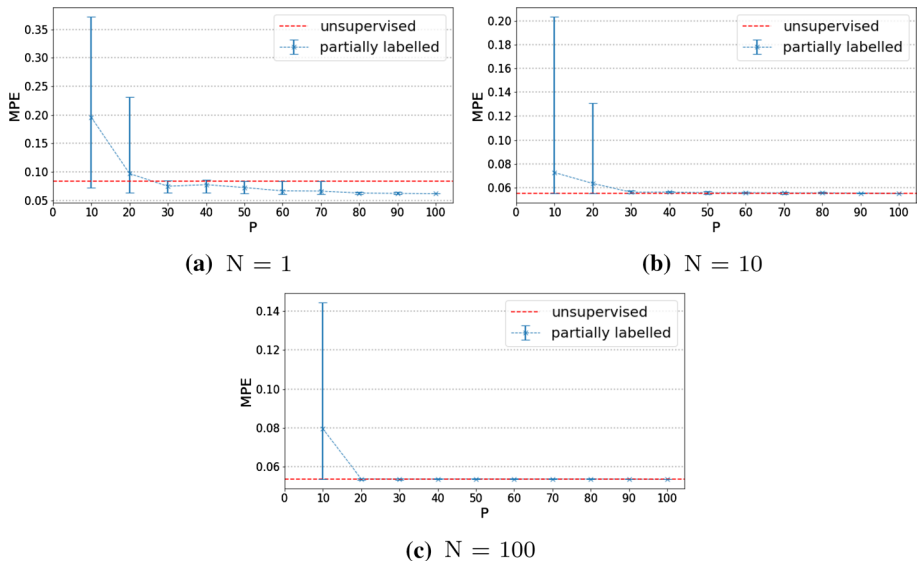 unsupervised
partially labelled
MPE
0.35
0.30
0.25
0.20
0.15
0.10
0.05
0 10 20 30 40 50 60 70 80 90 100
P
(a) N = 1
unsupervised
partially labelled
MPE
0.20
0.18
0.16
0.14
0.12
0.10
0.08
0.06
0 10 20 30 40 50 60 70 80 90 100
P
(b) N = 10
unsupervised
partially labelled
MPE
0.14
0.12
0.10
0.08
0.06
0 10 20 30 40 50 60 70 80 90 100
P
(c) N = 100